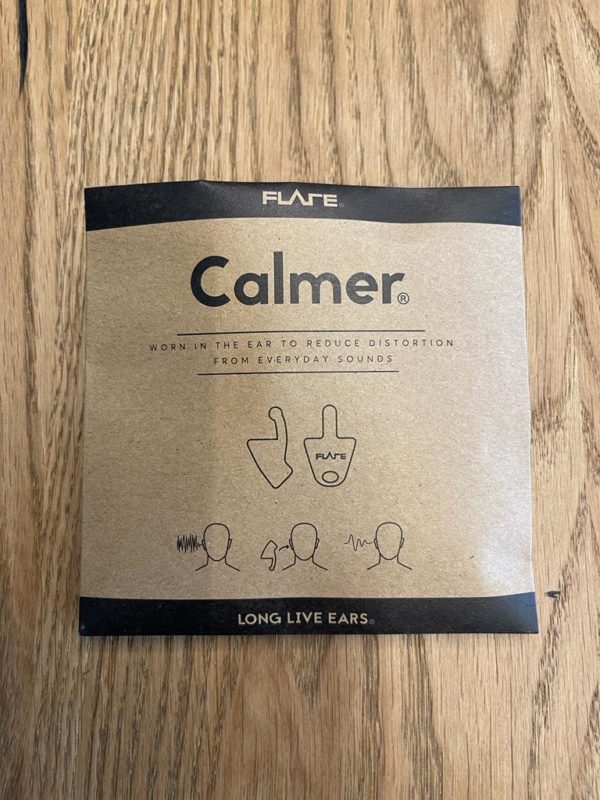 FLARE®
Calmer®
WORN IN THE EAR TO REDUCE DISTORTION
FROM EVERYDAY SOUNDS
FLARE
LONG LIVE EARS®